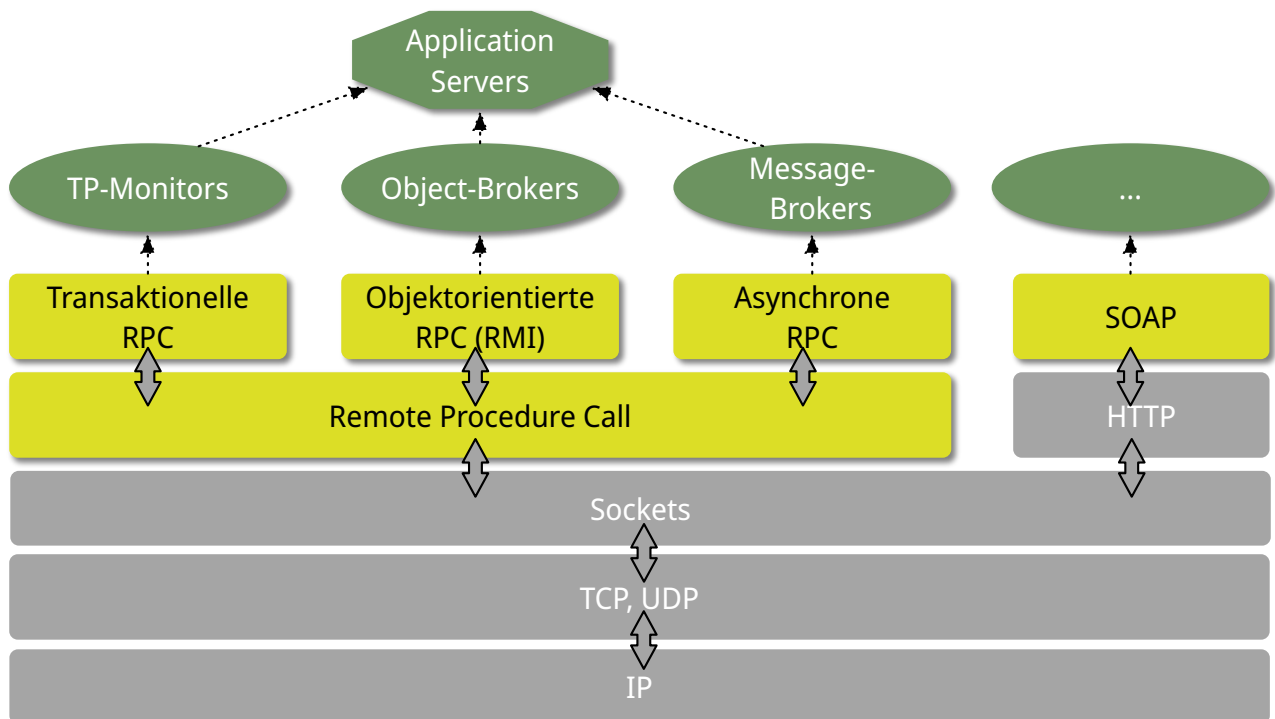 Application
Servers
TP-Monitors
Object-Brokers
Message-
Brokers
...
Transaktionelle
RPC
Objektorientierte
RPC (RMI)
Asynchrone
RPC
SOAP
Remote Procedure Call
HTTP
Sockets
TCP, UDP
IP